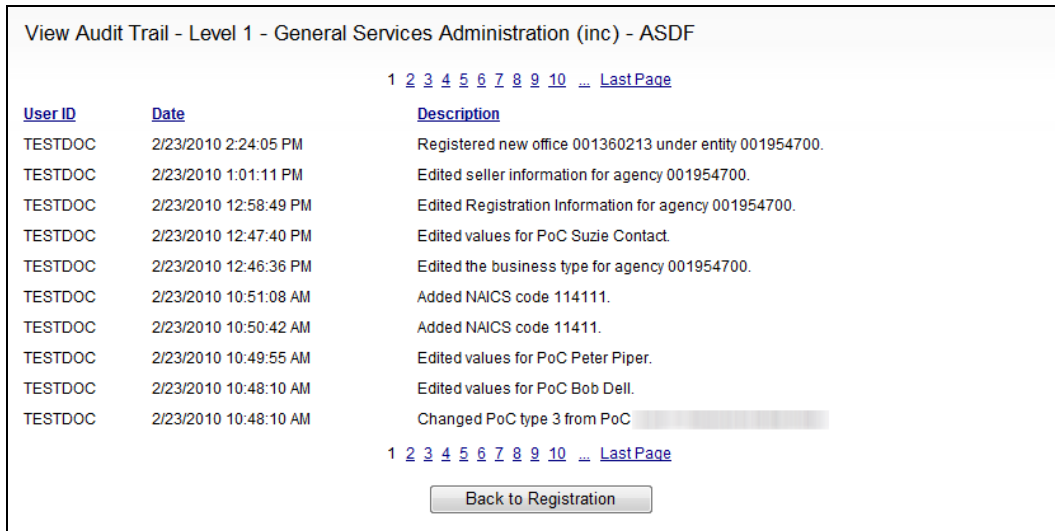 View Audit Trail - Level 1 - General Services Administration (inc) - ASDF
1 2 3 4 5 6 7 8 9 10 ... Last Page
User ID Date Description
TESTDOC 2/23/2010 2:24:05 PM Registered new office 001360213 under entity 001954700.
TESTDOC 2/23/2010 1:01:11 PM Edited seller information for agency 001954700.
TESTDOC 2/23/2010 12:58:49 PM Edited Registration Information for agency 001954700.
TESTDOC 2/23/2010 12:47:40 PM Edited values for PoC Suzie Contact.
TESTDOC 2/23/2010 12:46:36 PM Edited the business type for agency 001954700.
TESTDOC 2/23/2010 10:51:08 AM Added NAICS code 114111.
TESTDOC 2/23/2010 10:50:42 AM Added NAICS code 11411.
TESTDOC 2/23/2010 10:49:55 AM Edited values for PoC Peter Piper.
TESTDOC 2/23/2010 10:48:10 AM Edited values for PoC Bob Dell.
TESTDOC 2/23/2010 10:48:10 AM Changed PoC type 3 from PoC
1 2 3 4 5 6 7 8 9 10 ... Last Page
Back to Registration